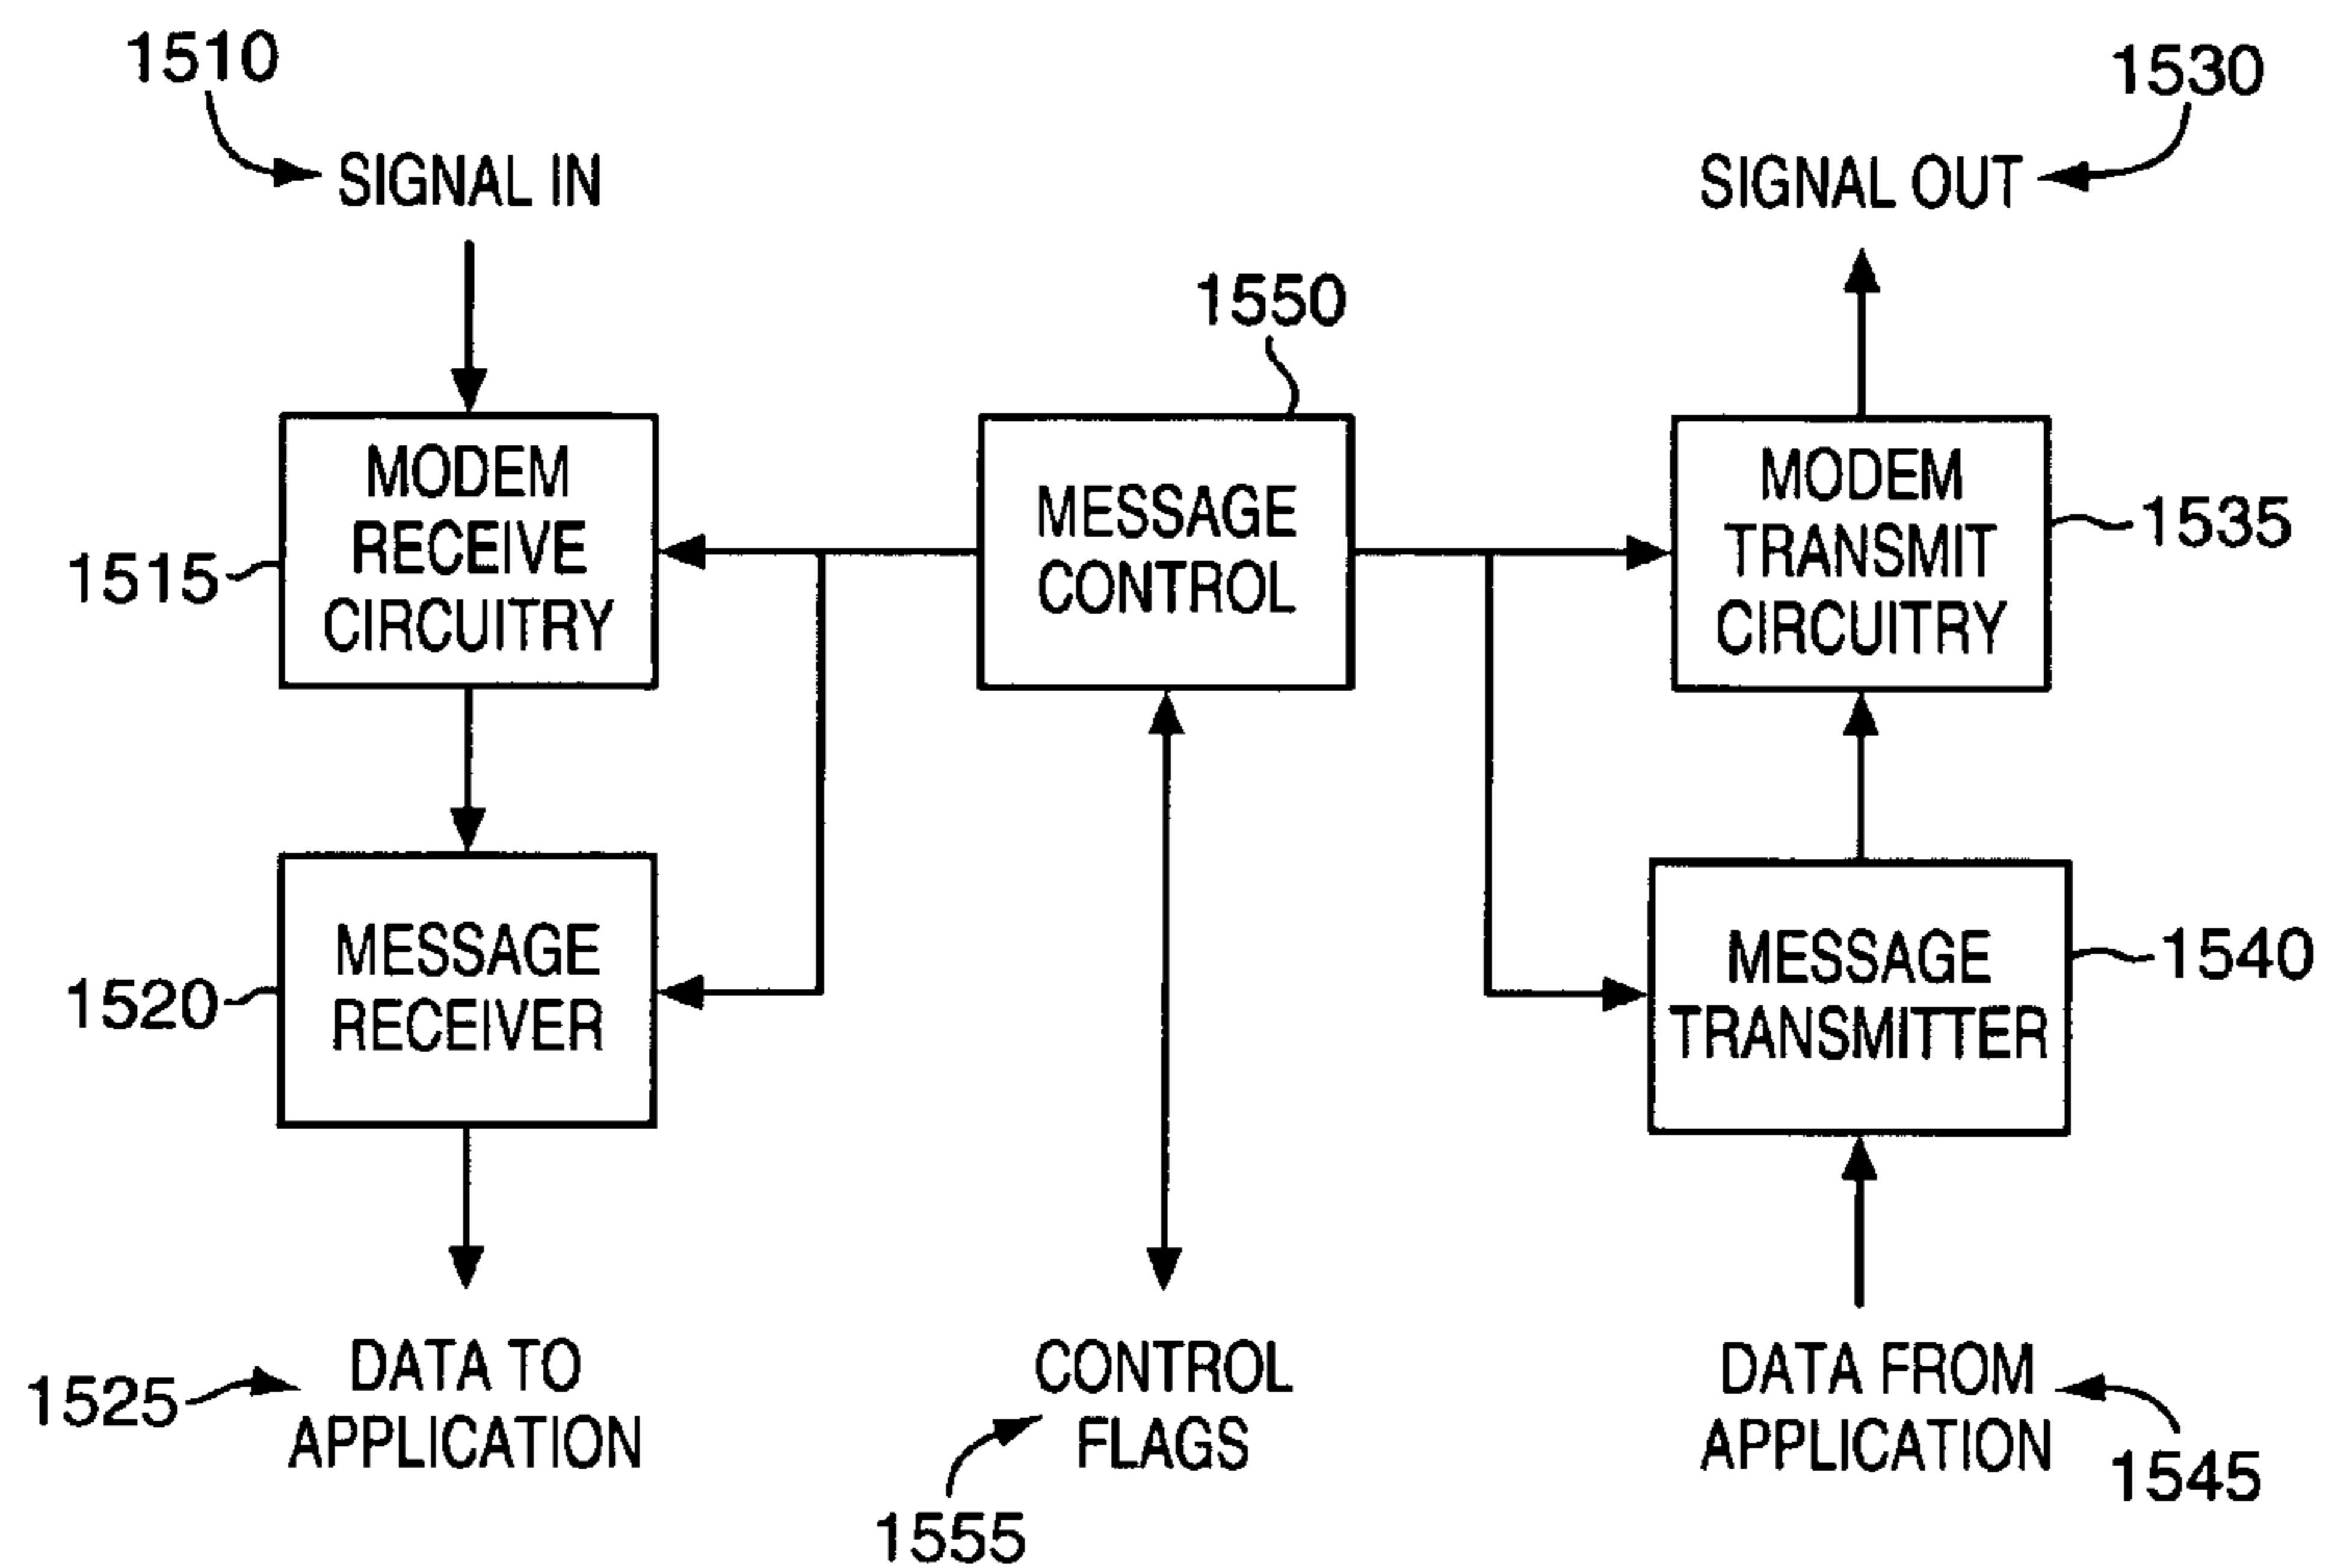 1510
SIGNAL IN
1530
SIGNAL OUT
1550
MODEM
RECEIVE
CIRCUITRY
1515
MESSAGE
CONTROL
MODEM
TRANSMIT
CIRCUITRY
1535
MESSAGE
RECEIVER
1520
MESSAGE
TRANSMITTER
1540
DATA TO
APPLICATION
1525
CONTROL
FLAGS
1555
DATA FROM
APPLICATION
1545